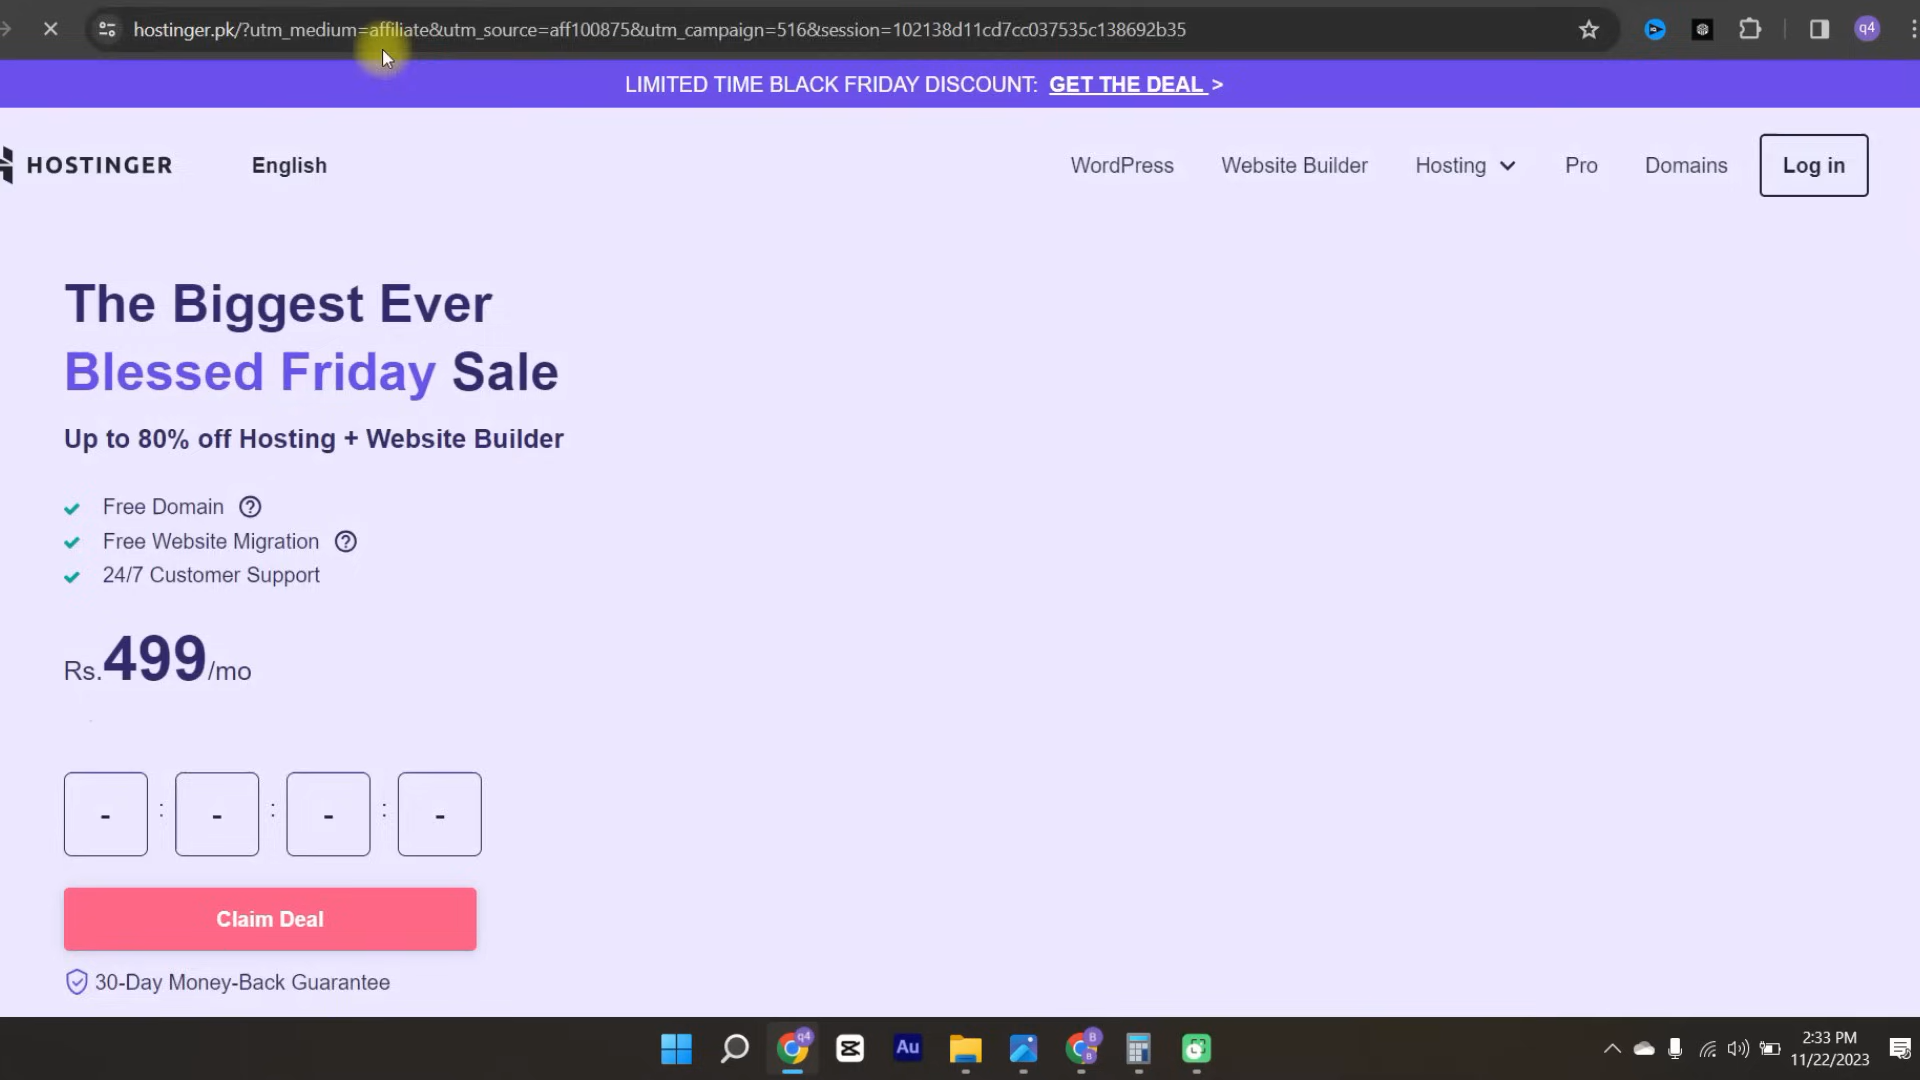 hostinger.pk/?utm_medium=affiliate&utm_source=aff100875&utm_campaign=516&session=102138d11cd7cc037535c138692b35
q4
LIMITED TIME BLACK FRIDAY DISCOUNT: GET THE DEAL >
HOSTINGER
English
WordPress
Website Builder
Hosting
Pro
Domains
Log in
The Biggest Ever
Blessed Friday Sale
Up to 80% off Hosting + Website Builder
Free Domain ?
Free Website Migration ?
24/7 Customer Support
Rs.499/mo
- : - : - : -
Claim Deal
30-Day Money-Back Guarantee
q4
Au
B
B
2:33 PM
11/22/2023